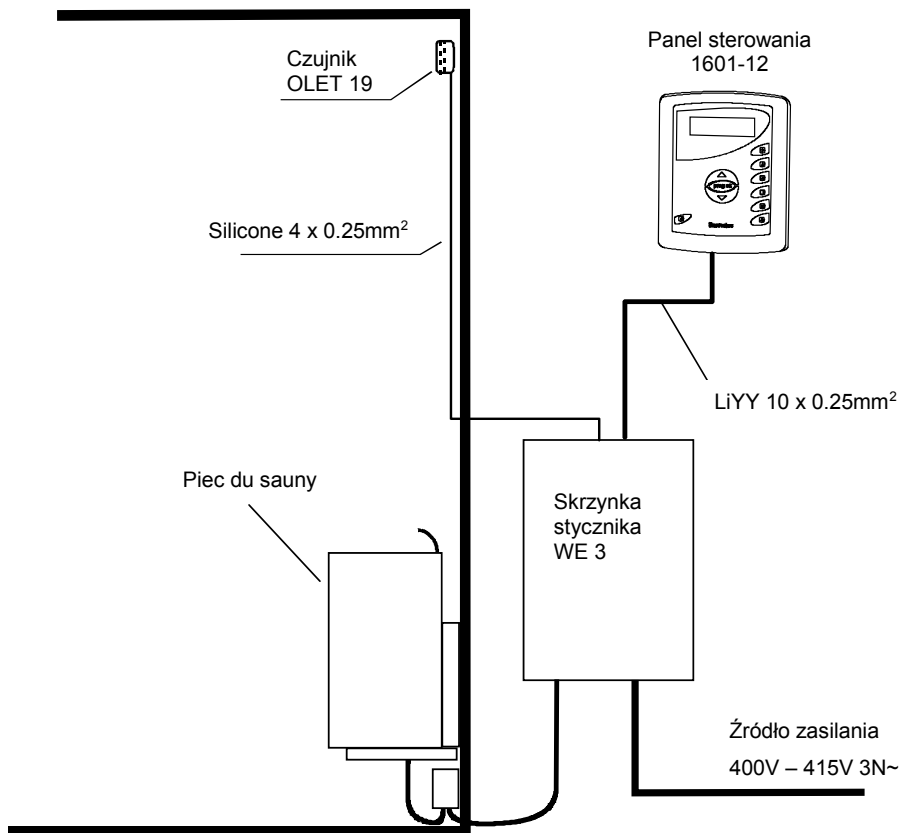 Czujnik
OLET 19
Panel sterowania
1601-12
Silicone 4 x 0.25mm²
LiYY 10 x 0.25mm²
Piec du sauny
Skrzynka
stycznika
WE 3
Źródło zasilania
400V – 415V 3N~